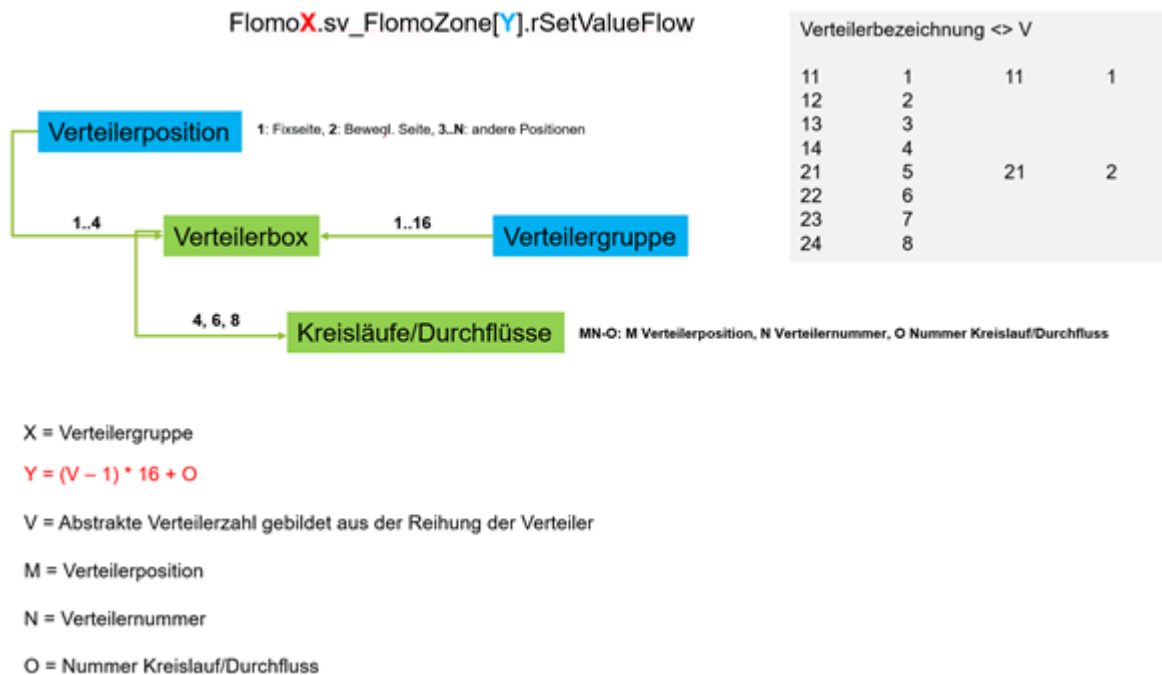 FlomoX.sv_FlomoZone[Y].rSetValueFlow
Verteilerbezeichnung <> V
11 1 11 1
12 2
13 3
14 4
21 5 21 2
22 6
23 7
24 8
Verteilerposition
1: Fixseite, 2: Bewegl. Seite, 3..N: andere Positionen
1..4
Verteilerbox
1..16
Verteilergruppe
4, 6, 8
Kreisläufe/Durchflüsse
MN-O: M Verteilerposition, N Verteilernummer, O Nummer Kreislauf/Durchfluss
X = Verteilergruppe
Y = (V – 1) * 16 + O
V = Abstrakte Verteilerzahl gebildet aus der Reihung der Verteiler
M = Verteilerposition
N = Verteilernummer
O = Nummer Kreislauf/Durchfluss